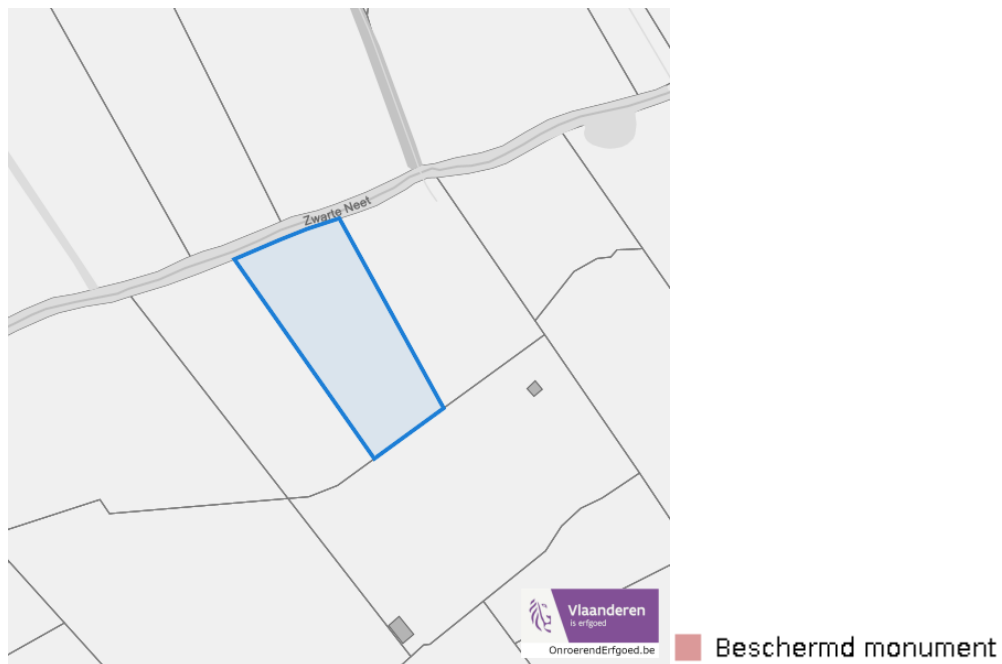 Zwarte Neet
Vlaanderen
is erfgoed
OnroerendErfgoed.be
Beschermd monument